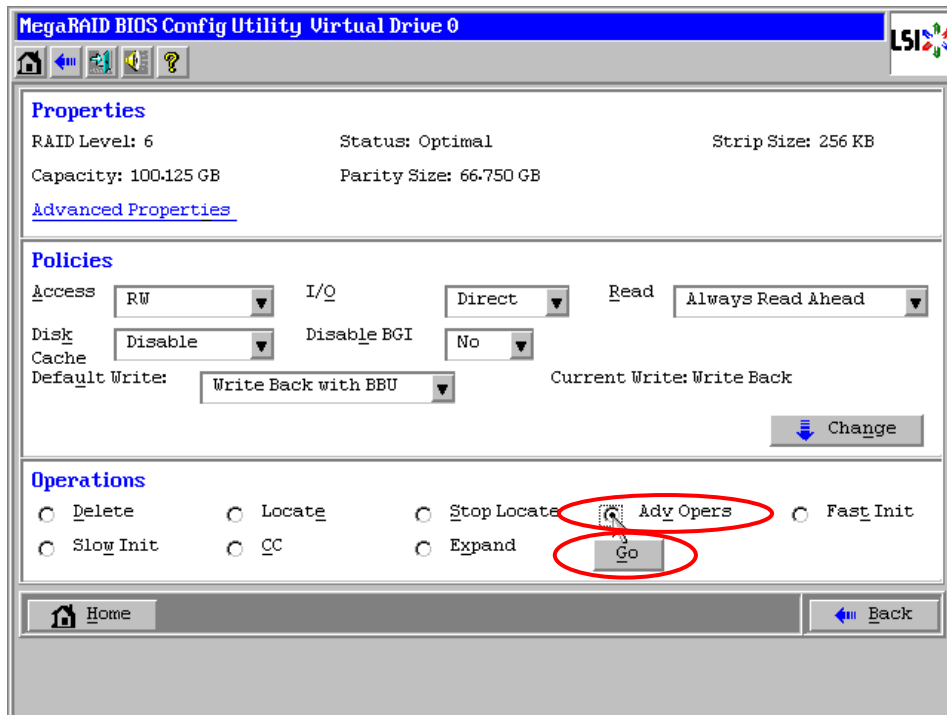 MegaRAID BIOS Config Utility Virtual Drive 0
LSI
Properties
RAID Level: 6 Status: Optimal Strip Size: 256 KB
Capacity: 100.125 GB Parity Size: 66.750 GB
Advanced Properties
Policies
Access RW I/O Direct Read Always Read Ahead
Disk Cache Disable Disable BGI No
Default Write: Write Back with BBU Current Write: Write Back
Change
Operations
Delete Locate Stop Locate Adv Opers Fast Init
Slow Init CC Expand Go
Home Back